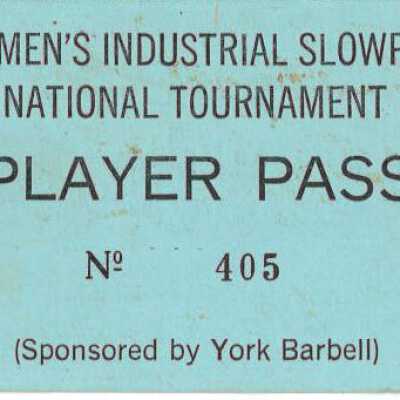 MEN'S INDUSTRIAL SLOWP
NATIONAL TOURNAMENT
PLAYER PASS
Nº 405
(Sponsored by York Barbell)